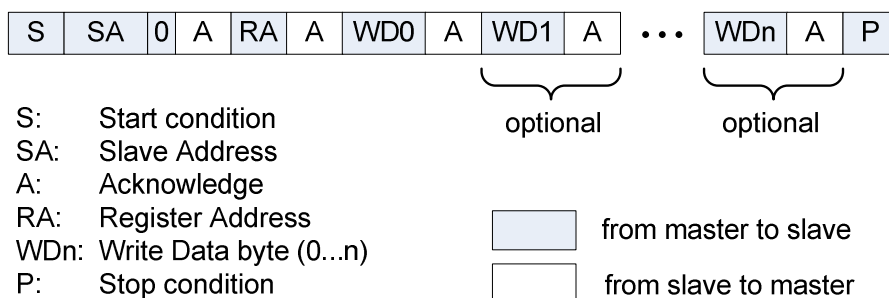 S SA 0 A RA A WD0 A WD1 A • • • WDn A P
optional optional
S: Start condition
SA: Slave Address
A: Acknowledge
RA: Register Address
WDn: Write Data byte (0...n)
P: Stop condition
from master to slave
from slave to master